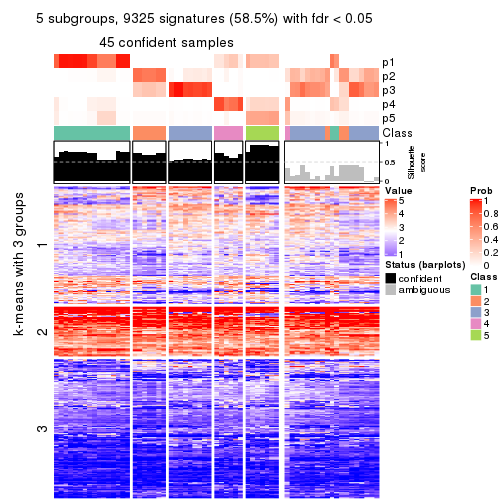 5 subgroups, 9325 signatures (58.5%) with fdr < 0.05
45 confident samples
p1
p2
p3
p4
p5
Class
1
0.5
0
Silhouette
score
k-means with 3 groups
1
2
3
Value
5
4
3
2
1
Status (barplots)
confident
ambiguous
Prob
1
0.8
0.6
0.4
0.2
0
Class
1
2
3
4
5